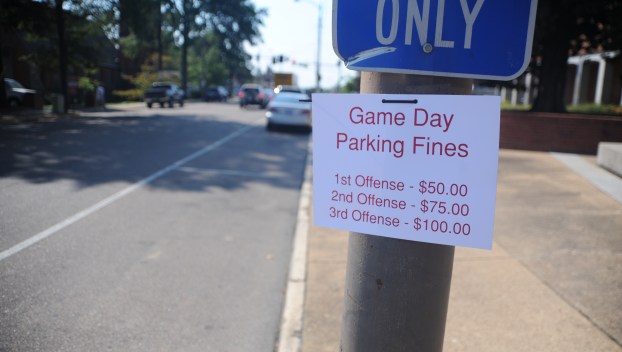 ONLY
Game Day
Parking Fines
1st Offense - $50.00
2nd Offense - $75.00
3rd Offense - $100.00